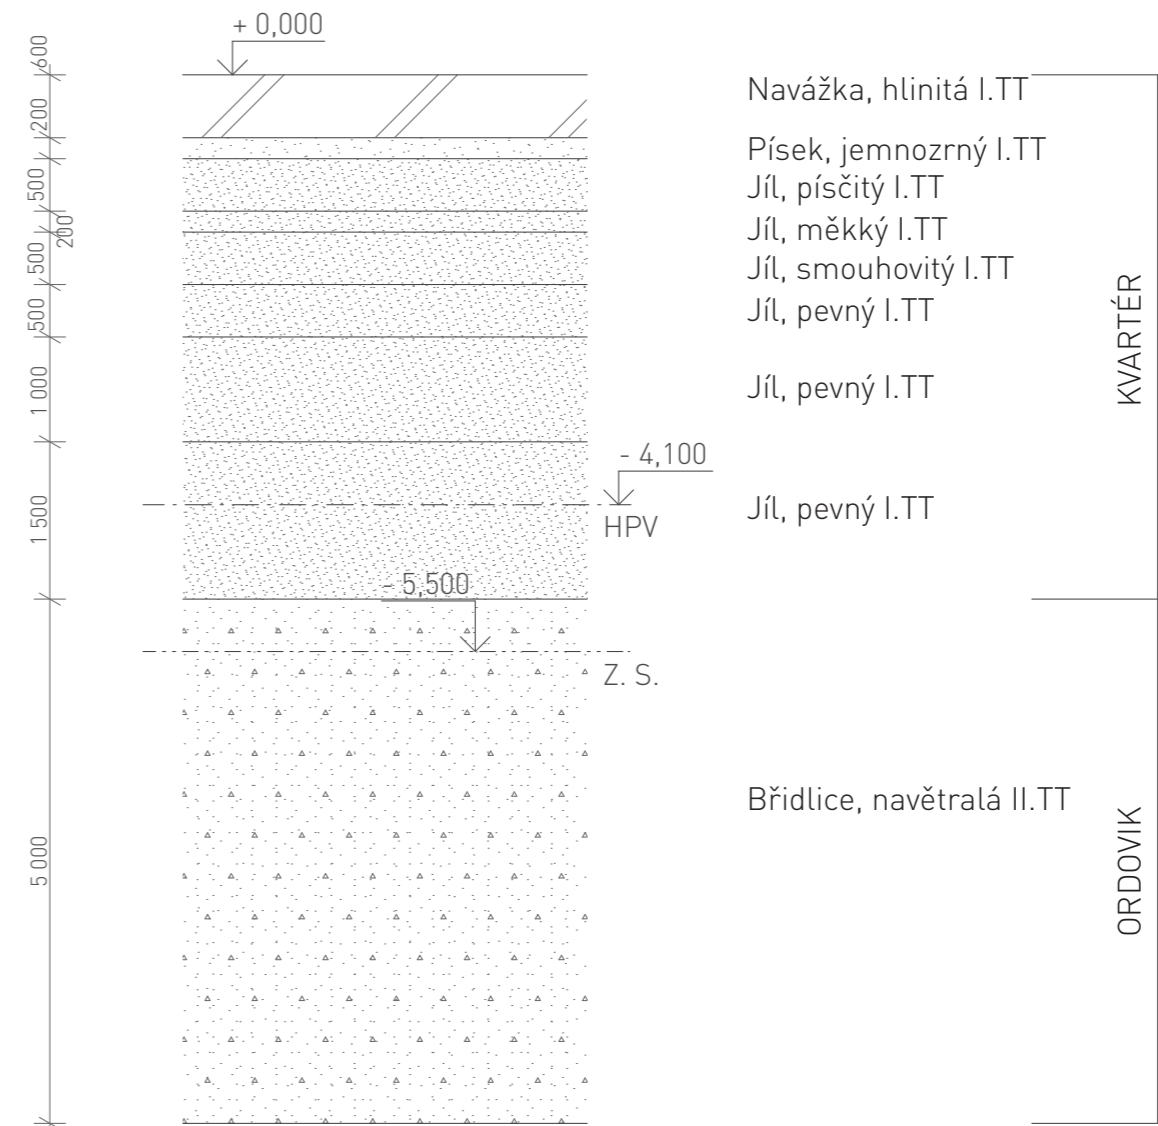 + 0,000
600
Navážka, hlinitá I.TT
200
Písek, jemnozrný I.TT
500
Jíl, písčitý I.TT
200
Jíl, měkký I.TT
500
Jíl, smouhovitý I.TT
500
Jíl, pevný I.TT
KVARTÉR
1 000
Jíl, pevný I.TT
- 4,100
1 500
HPV
Jíl, pevný I.TT
- 5,500
Z. S.
Břidlice, navětralá II.TT
5 000
ORDOVIK